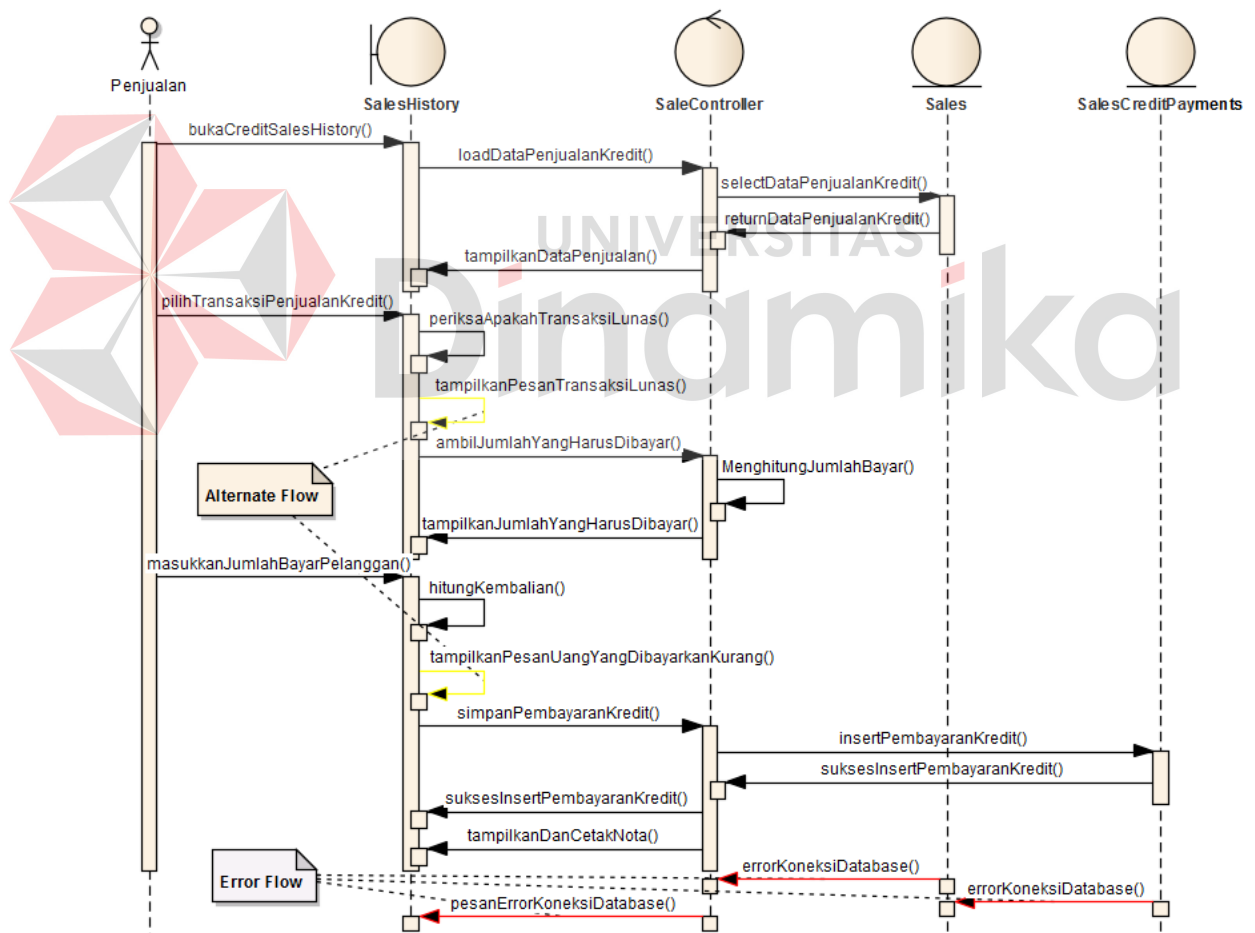 Penjualan
SalesHistory
SaleController
Sales
SalesCreditPayments
bukaCreditSalesHistory()
loadDataPenjualanKredit()
selectDataPenjualanKredit()
returnDataPenjualanKredit()
UNIVERSITAS
Dinamika
tampilkanDataPenjualan()
pilihTransaksiPenjualanKredit()
periksaApakahTransaksiLunas()
tampilkanPesanTransaksiLunas()
ambilJumlahYangHarusDibayar()
MenghitungJumlahBayar()
Alternate Flow
tampilkanJumlahYangHarusDibayar()
masukkanJumlahBayarPelanggan()
hitungKembalian()
tampilkanPesanUangYangDibayarkanKurang()
simpanPembayaranKredit()
insertPembayaranKredit()
suksesInsertPembayaranKredit()
suksesInsertPembayaranKredit()
tampilkanDanCetakNota()
errorKoneksiDatabase()
Error Flow
errorKoneksiDatabase()
pesanErrorKoneksiDatabase()